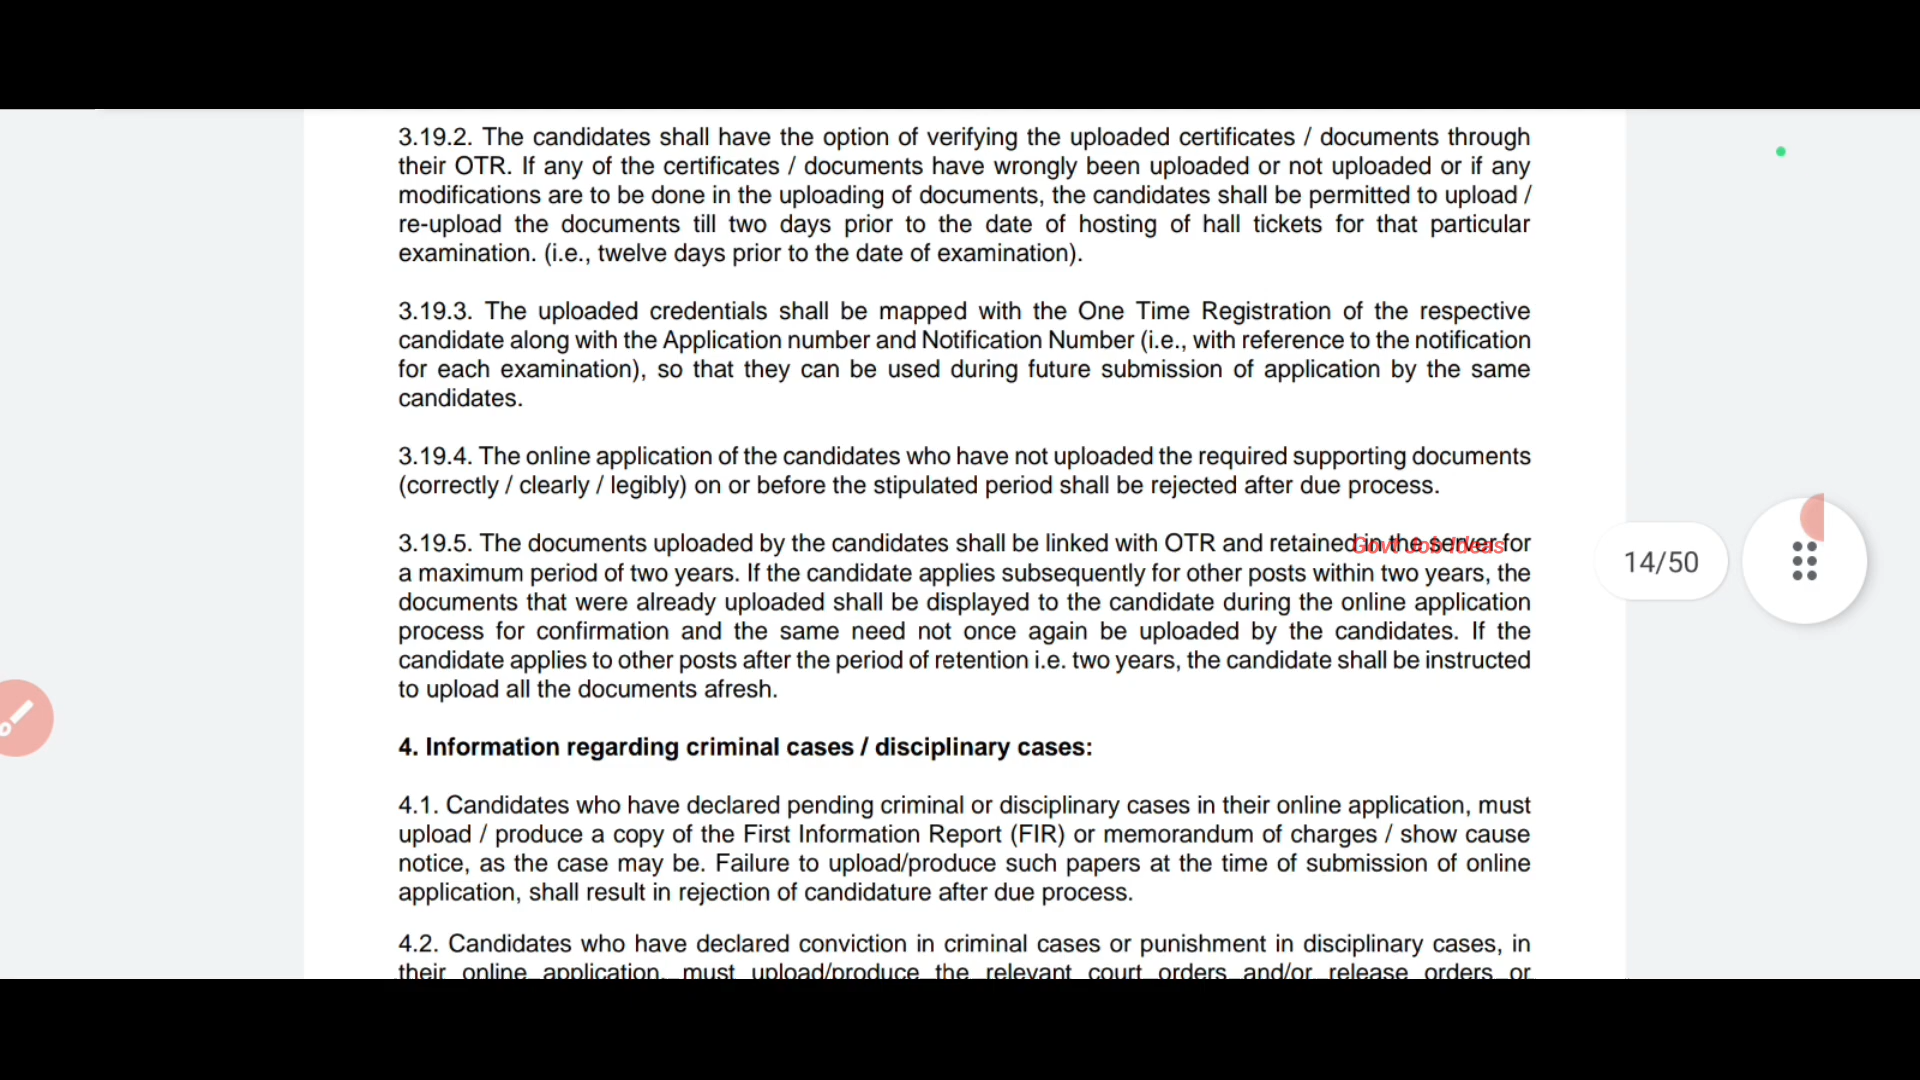 3.19.2. The candidates shall have the option of verifying the uploaded certificates / documents through
their OTR. If any of the certificates / documents have wrongly been uploaded or not uploaded or if any
modifications are to be done in the uploading of documents, the candidates shall be permitted to upload /
re-upload the documents till two days prior to the date of hosting of hall tickets for that particular
examination. (i.e., twelve days prior to the date of examination).
3.19.3. The uploaded credentials shall be mapped with the One Time Registration of the respective
candidate along with the Application number and Notification Number (i.e., with reference to the notification
for each examination), so that they can be used during future submission of application by the same
candidates.
3.19.4. The online application of the candidates who have not uploaded the required supporting documents
(correctly / clearly / legibly) on or before the stipulated period shall be rejected after due process.
3.19.5. The documents uploaded by the candidates shall be linked with OTR and retained in the server for
Govt Job Ideas
a maximum period of two years. If the candidate applies subsequently for other posts within two years, the
documents that were already uploaded shall be displayed to the candidate during the online application
process for confirmation and the same need not once again be uploaded by the candidates. If the
candidate applies to other posts after the period of retention i.e. two years, the candidate shall be instructed
to upload all the documents afresh.
14/50
4. Information regarding criminal cases / disciplinary cases:
4.1. Candidates who have declared pending criminal or disciplinary cases in their online application, must
upload / produce a copy of the First Information Report (FIR) or memorandum of charges / show cause
notice, as the case may be. Failure to upload/produce such papers at the time of submission of online
application, shall result in rejection of candidature after due process.
4.2. Candidates who have declared conviction in criminal cases or punishment in disciplinary cases, in
their online application, must upload/produce the relevant court orders and/or release orders or